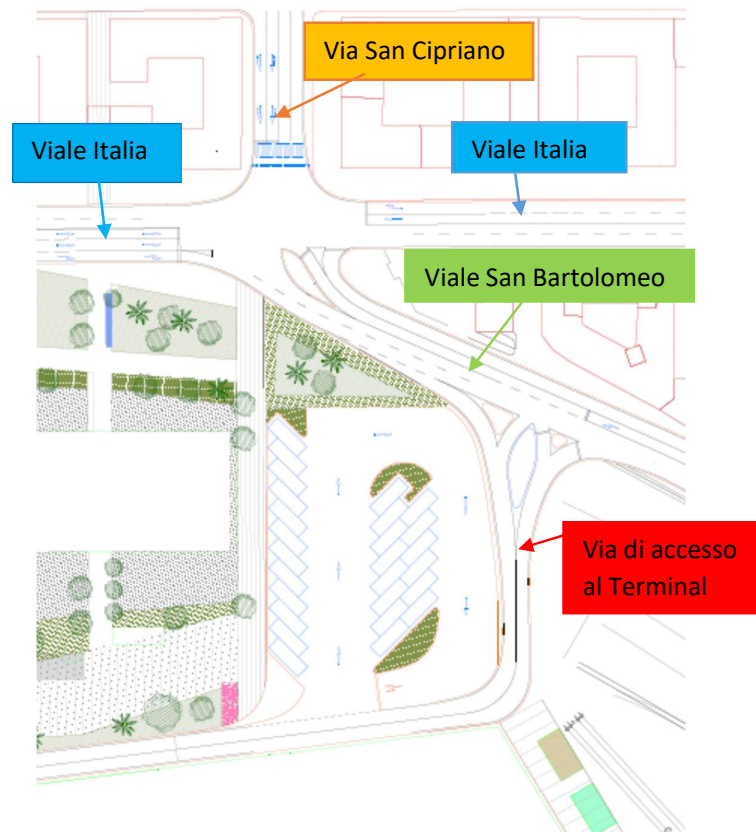 Via San Cipriano
Viale Italia
Viale Italia
Viale San Bartolomeo
Via di accesso
al Terminal